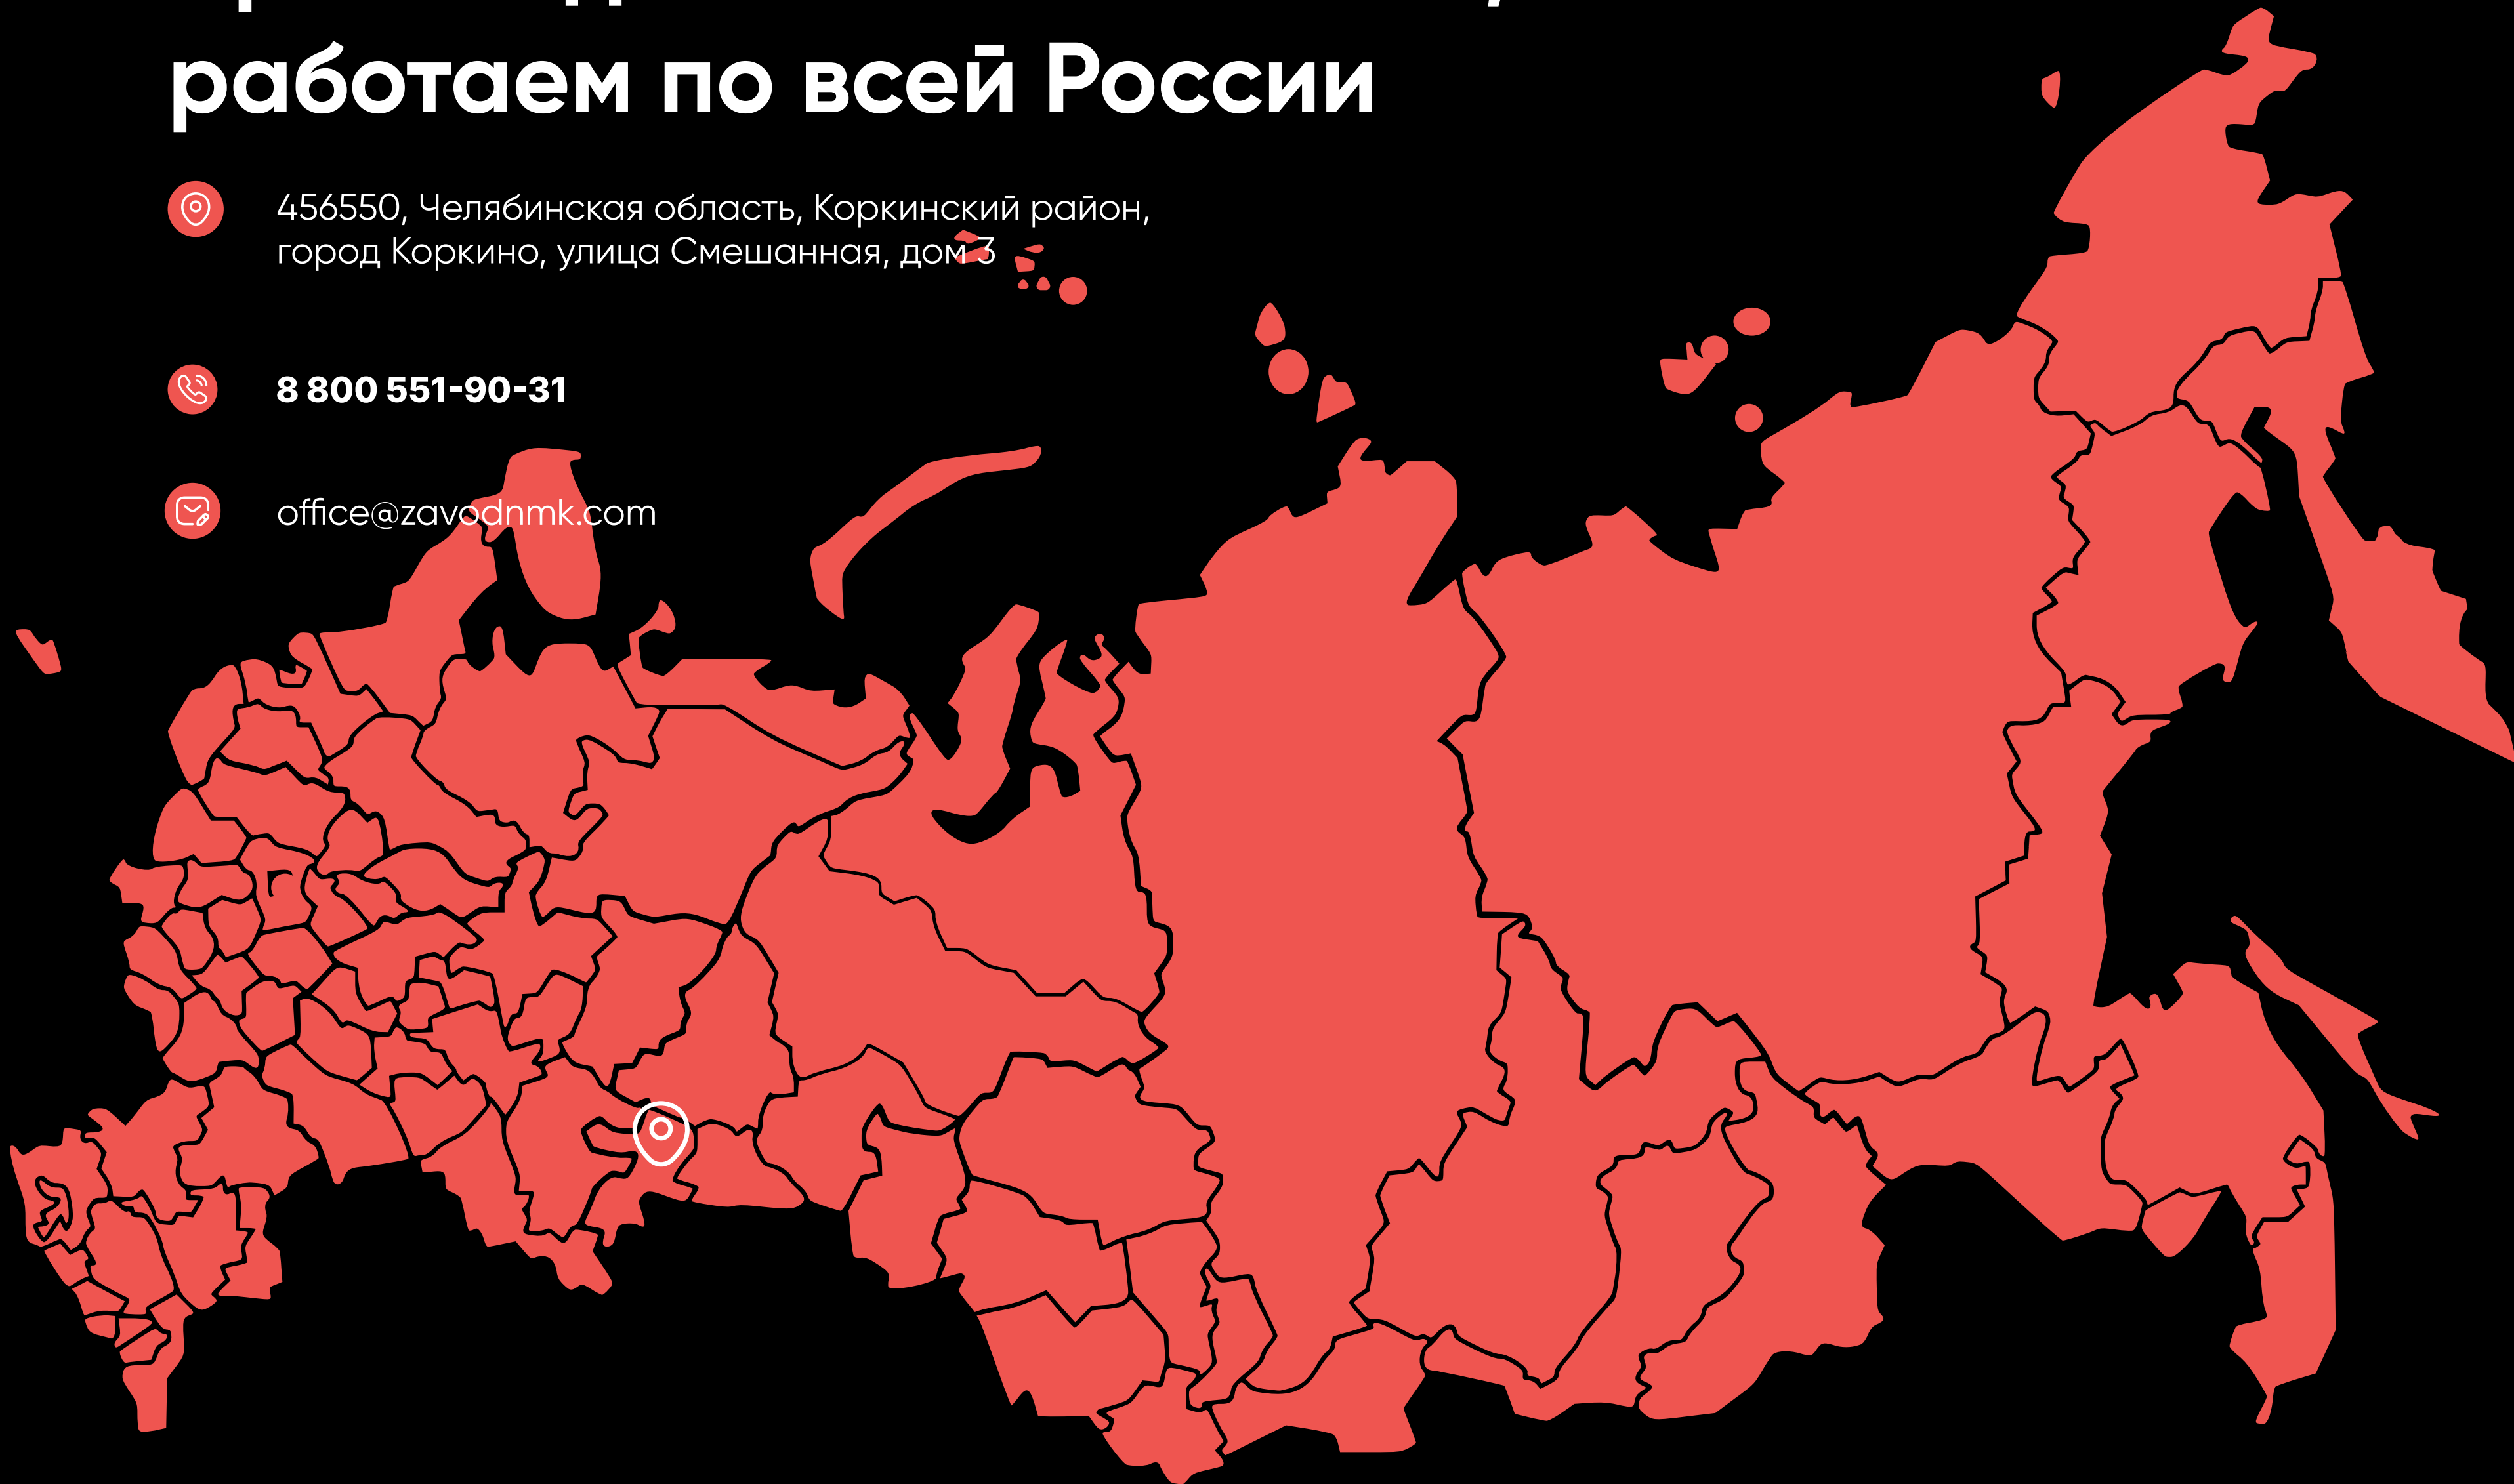 работаем по всей России
456550, Челябинская область, Коркинский район,
город Коркино, улица Смешанная, дом 3
8 800 551-90-31
office@zavodnmk.com